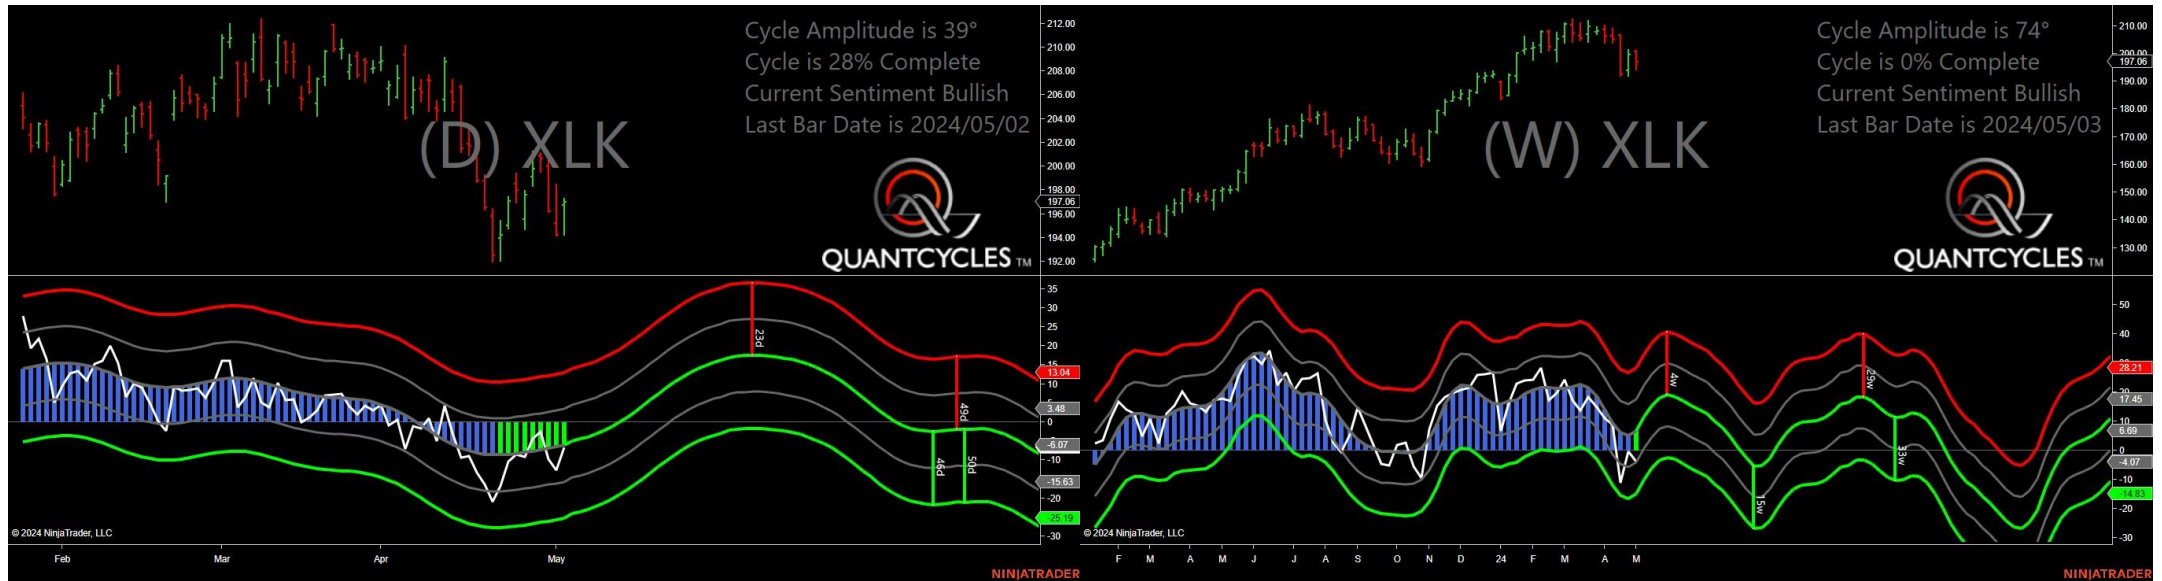 Cycle Amplitude is 39°
Cycle is 28% Complete
Current Sentiment Bullish
Last Bar Date is 2024/05/02
(D) XLK
QUANTCYCLES TM
212.00
210.00
208.00
206.00
204.00
202.00
200.00
198.00
197.06
196.00
194.00
192.00
35
30
25
20
15
13.04
10
5
3.48
0
-6.07
-10
-15.63
-20
-25.19
-30
23d
49d
46d
50d
© 2024 NinjaTrader, LLC
Feb Mar Apr May
NINJATRADER
Cycle Amplitude is 74°
Cycle is 0% Complete
Current Sentiment Bullish
Last Bar Date is 2024/05/03
(W) XLK
QUANTCYCLES TM
210.00
200.00
197.06
190.00
180.00
170.00
160.00
150.00
140.00
130.00
50
40
28.21
20
17.45
10
6.69
0
-4.07
-10
-14.83
-20
-30
4w
29w
15w
33w
© 2024 NinjaTrader, LLC
F M A M J J A S O N D 24 F M A M
NINJATRADER